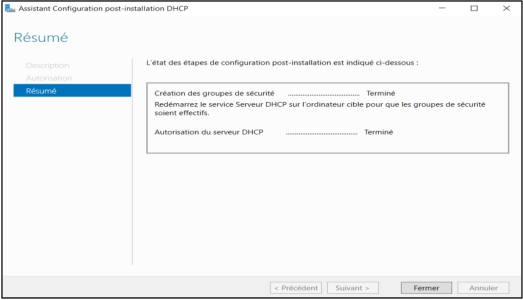 Assistant Configuration post-installation DHCP
Résumé
Description
Autorisation
Résumé
L'état des étapes de configuration post-installation est indiqué ci-dessous :
Création des groupes de sécurité ........................................ Terminé
Redémarrez le service Serveur DHCP sur l'ordinateur cible pour que les groupes de sécurité
soient effectifs.
Autorisation du serveur DHCP ........................................ Terminé
< Précédent
Suivant >
Fermer
Annuler